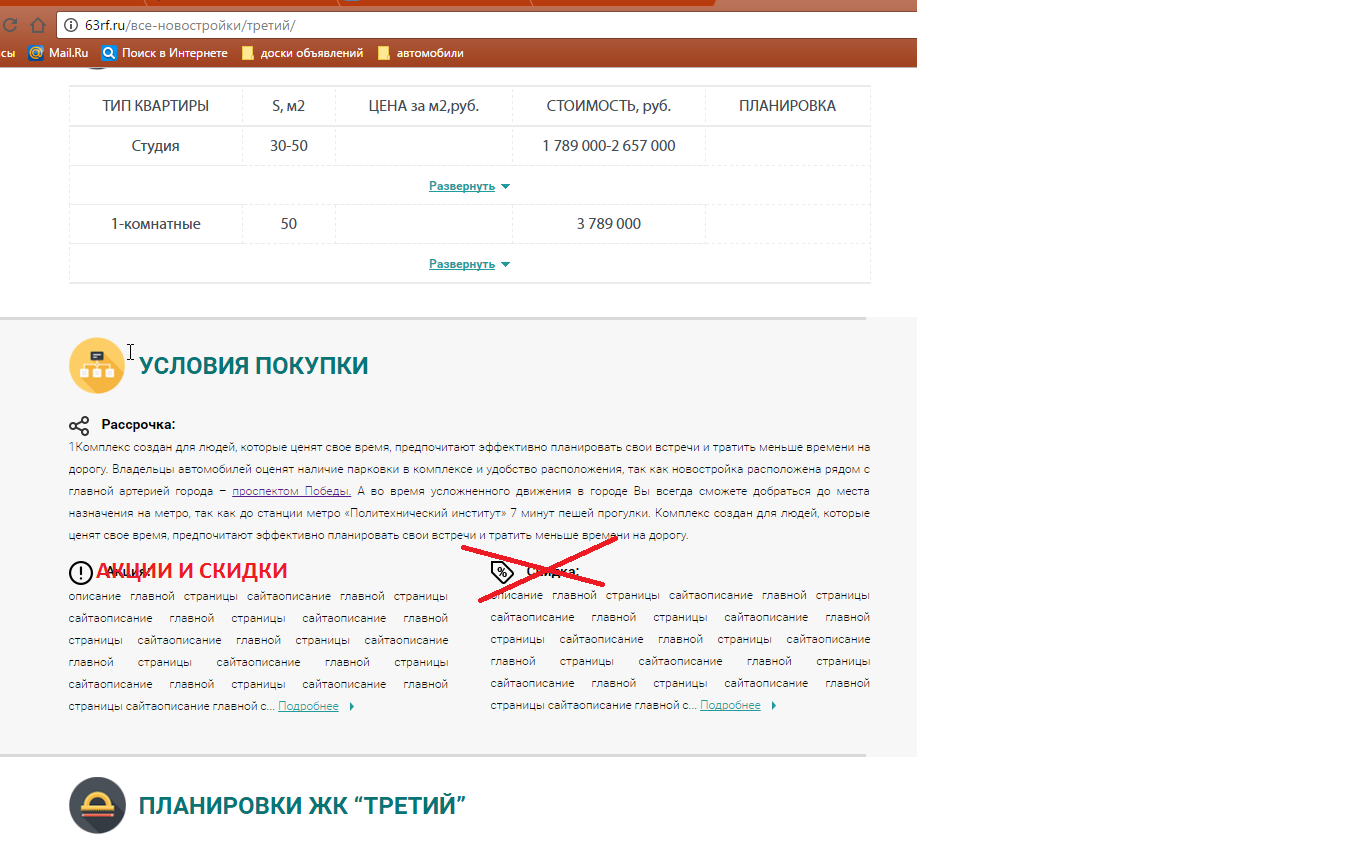 63rf.ru/все-новостройки/третий/
сы Mail.Ru Поиск в Интернете доски объявлений автомобили
ТИП КВАРТИРЫ S, м2 ЦЕНА за м2,руб. СТОИМОСТЬ, руб. ПЛАНИРОВКА
Студия 30-50 1 789 000-2 657 000
Развернуть
1-комнатные 50 3 789 000
Развернуть
УСЛОВИЯ ПОКУПКИ
Рассрочка:
1Комплекс создан для людей, которые ценят свое время, предпочитают эффективно планировать свои встречи и тратить меньше времени на
дорогу. Владельцы автомобилей оценят наличие парковки в комплексе и удобство расположения, так как новостройка расположена рядом с
главной артерией города – проспектом Победы. А во время усложненного движения в городе Вы всегда сможете добраться до места
назначения на метро, так как до станции метро «Политехнический институт» 7 минут пешей прогулки. Комплекс создан для людей, которые
ценят свое время, предпочитают эффективно планировать свои встречи и тратить меньше времени на дорогу.
Акция:
АКЦИИ И СКИДКИ
описание главной страницы сайтаописание главной страницы
сайтаописание главной страницы сайтаописание главной
страницы сайтаописание главной страницы сайтаописание
главной страницы сайтаописание главной страницы
сайтаописание главной страницы сайтаописание главной
страницы сайтаописание главной с... Подробнее
Скидка:
описание главной страницы сайтаописание главной страницы
сайтаописание главной страницы сайтаописание главной
страницы сайтаописание главной страницы сайтаописание
главной страницы сайтаописание главной страницы
сайтаописание главной страницы сайтаописание главной
страницы сайтаописание главной с... Подробнее
ПЛАНИРОВКИ ЖК “ТРЕТИЙ”